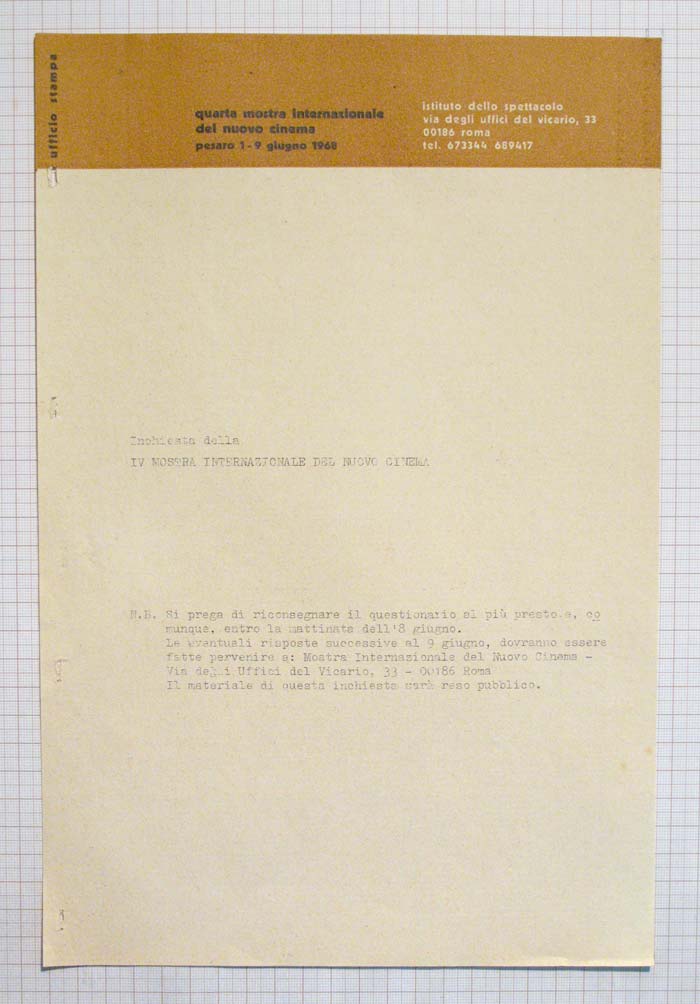 ufficio stampa
quarta mostra internazionale
del nuovo cinema
pesaro 1-9 giugno 1968
istituto dello spettacolo
via degli uffici del vicario, 33
00186 roma
tel. 673344 689417
Inchiesta della
IV MOSTRA INTERNAZIONALE DEL NUOVO CINEMA
N.B. Si prega di riconsegnare il questionario al più presto.e, co
munque, entro la mattinata dell'8 giugno.
Le eventuali risposte successive al 9 giugno, dovranno essere
fatte pervenire a: Mostra Internazionale del Nuovo Cinema -
Via degli Uffici del Vicario, 33 - 00186 Roma
Il materiale di questa inchiesta sarà reso pubblico.